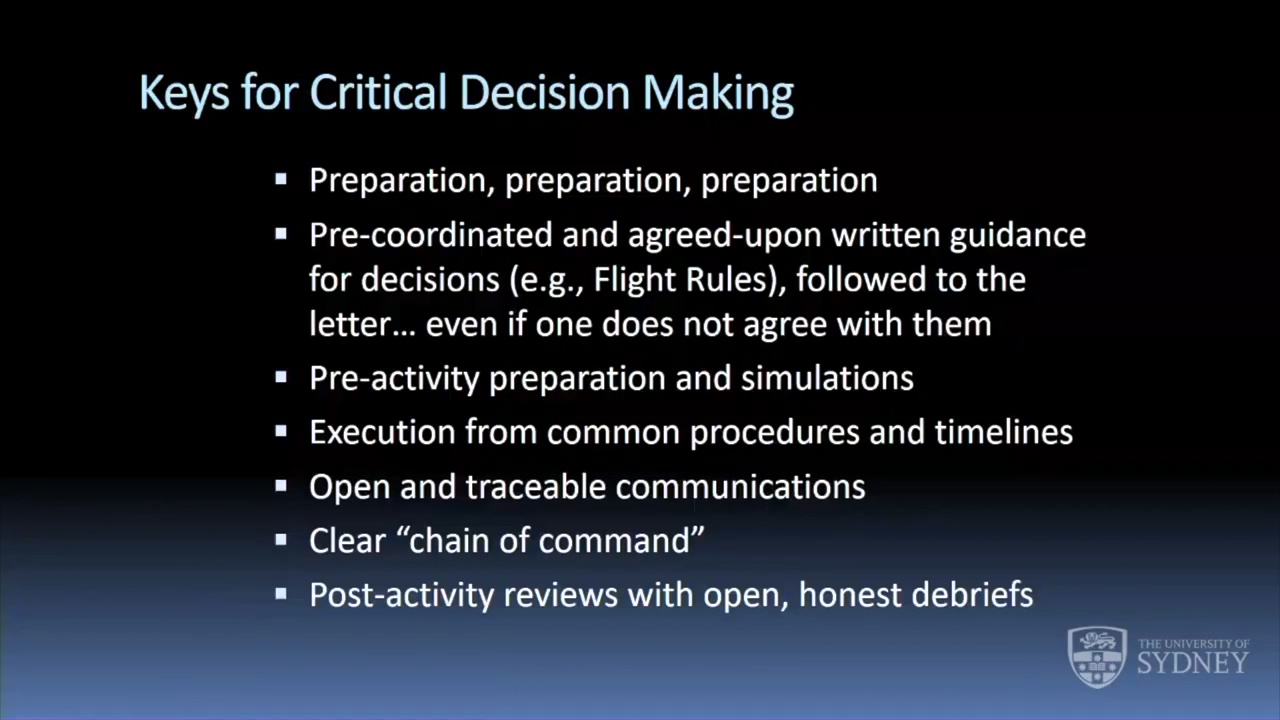 Keys for Critical Decision Making
▪ Preparation, preparation, preparation
▪ Pre-coordinated and agreed-upon written guidance
for decisions (e.g., Flight Rules), followed to the
letter... even if one does not agree with them
▪ Pre-activity preparation and simulations
▪ Execution from common procedures and timelines
▪ Open and traceable communications
▪ Clear “chain of command”
▪ Post-activity reviews with open, honest debriefs
THE UNIVERSITY OF
SYDNEY